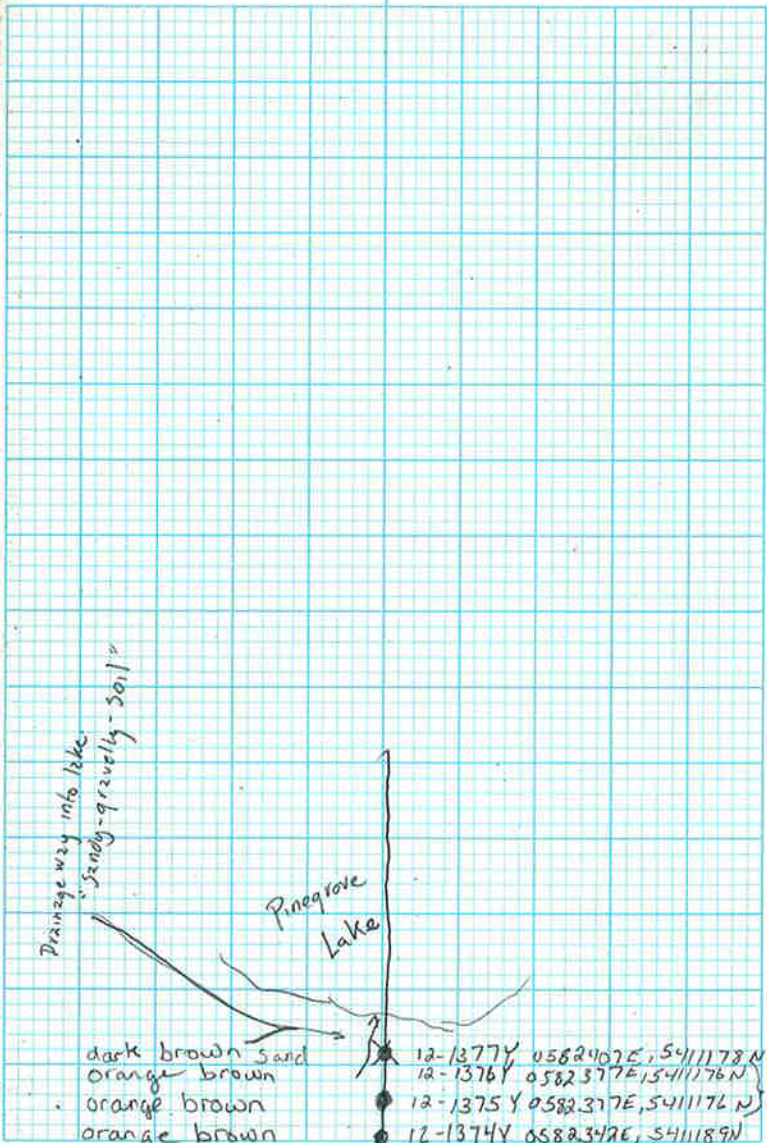 Drainage way into lake.
"Sandy-gravelly-soil"
Pinegrove
Lake
dark brown sand 12-1377Y, 0582407E, 5411178N
orange brown 12-1376Y 0582377E, 5411176N
orange brown 12-1375Y 0582377E, 5411176N
orange brown 12-1374Y 0582342E, 5411189N